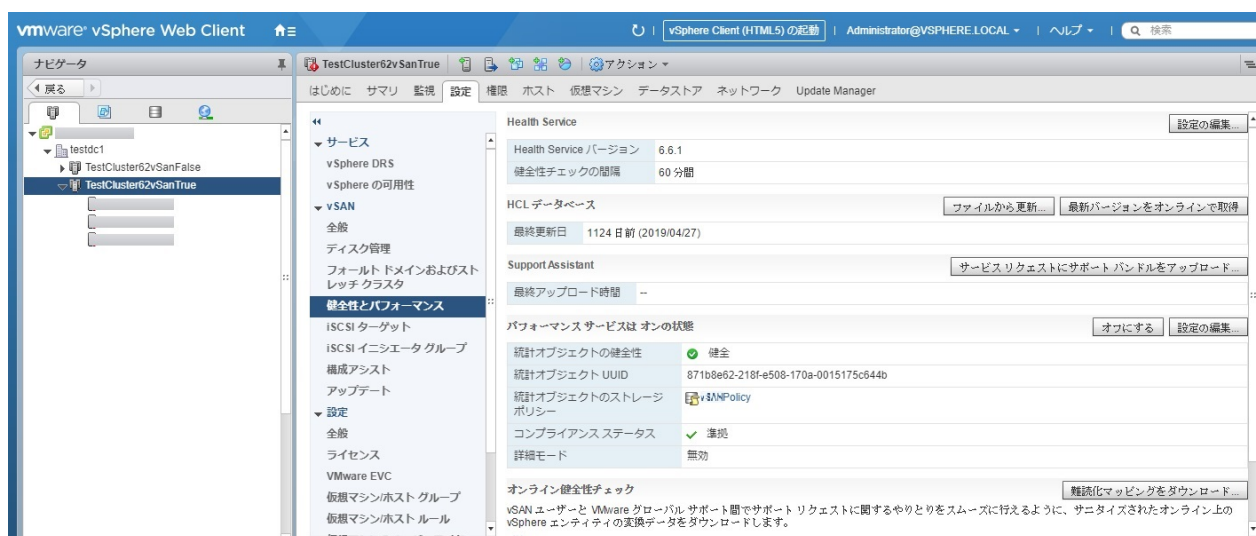 vmware® vSphere Web Client
vSphere Client (HTML5) の起動
Administrator@VSPHERE.LOCAL
ヘルプ
検索
ナビゲータ
戻る
testdc1
TestCluster62vSanFalse
TestCluster62vSanTrue
TestCluster62vSanTrue
アクション
はじめに サマリ 監視 設定 権限 ホスト 仮想マシン データストア ネットワーク Update Manager
サービス
vSphere DRS
vSphere の可用性
vSAN
全般
ディスク管理
フォールト ドメインおよびスト
レッチ クラスタ
健全性とパフォーマンス
iSCSI ターゲット
iSCSI イニシエータ グループ
構成アシスト
アップデート
設定
全般
ライセンス
VMware EVC
仮想マシン/ホスト グループ
仮想マシン/ホスト ルール
Health Service
設定の編集...
Health Service バージョン 6.6.1
健全性チェックの間隔 60 分間
HCL データベース
ファイルから更新... 最新バージョンをオンラインで取得
最終更新日 1124 日前 (2019/04/27)
Support Assistant
サービス リクエストにサポート バンドルをアップロード...
最終アップロード時間 --
パフォーマンス サービスは オンの状態
オフにする 設定の編集...
統計オブジェクトの健全性 健全
統計オブジェクト UUID 871b8e62-218f-e508-170a-0015175c644b
統計オブジェクトのストレージ
ポリシー
vSANPolicy
コンプライアンス ステータス 準拠
詳細モード 無効
オンライン健全性チェック
難読化マッピングをダウンロード...
vSAN ユーザーと VMware グローバル サポート間でサポート リクエストに関するやりとりをスムーズに行えるように、サニタイズされたオンライン上の
vSphere エンティティの変換データをダウンロードします。